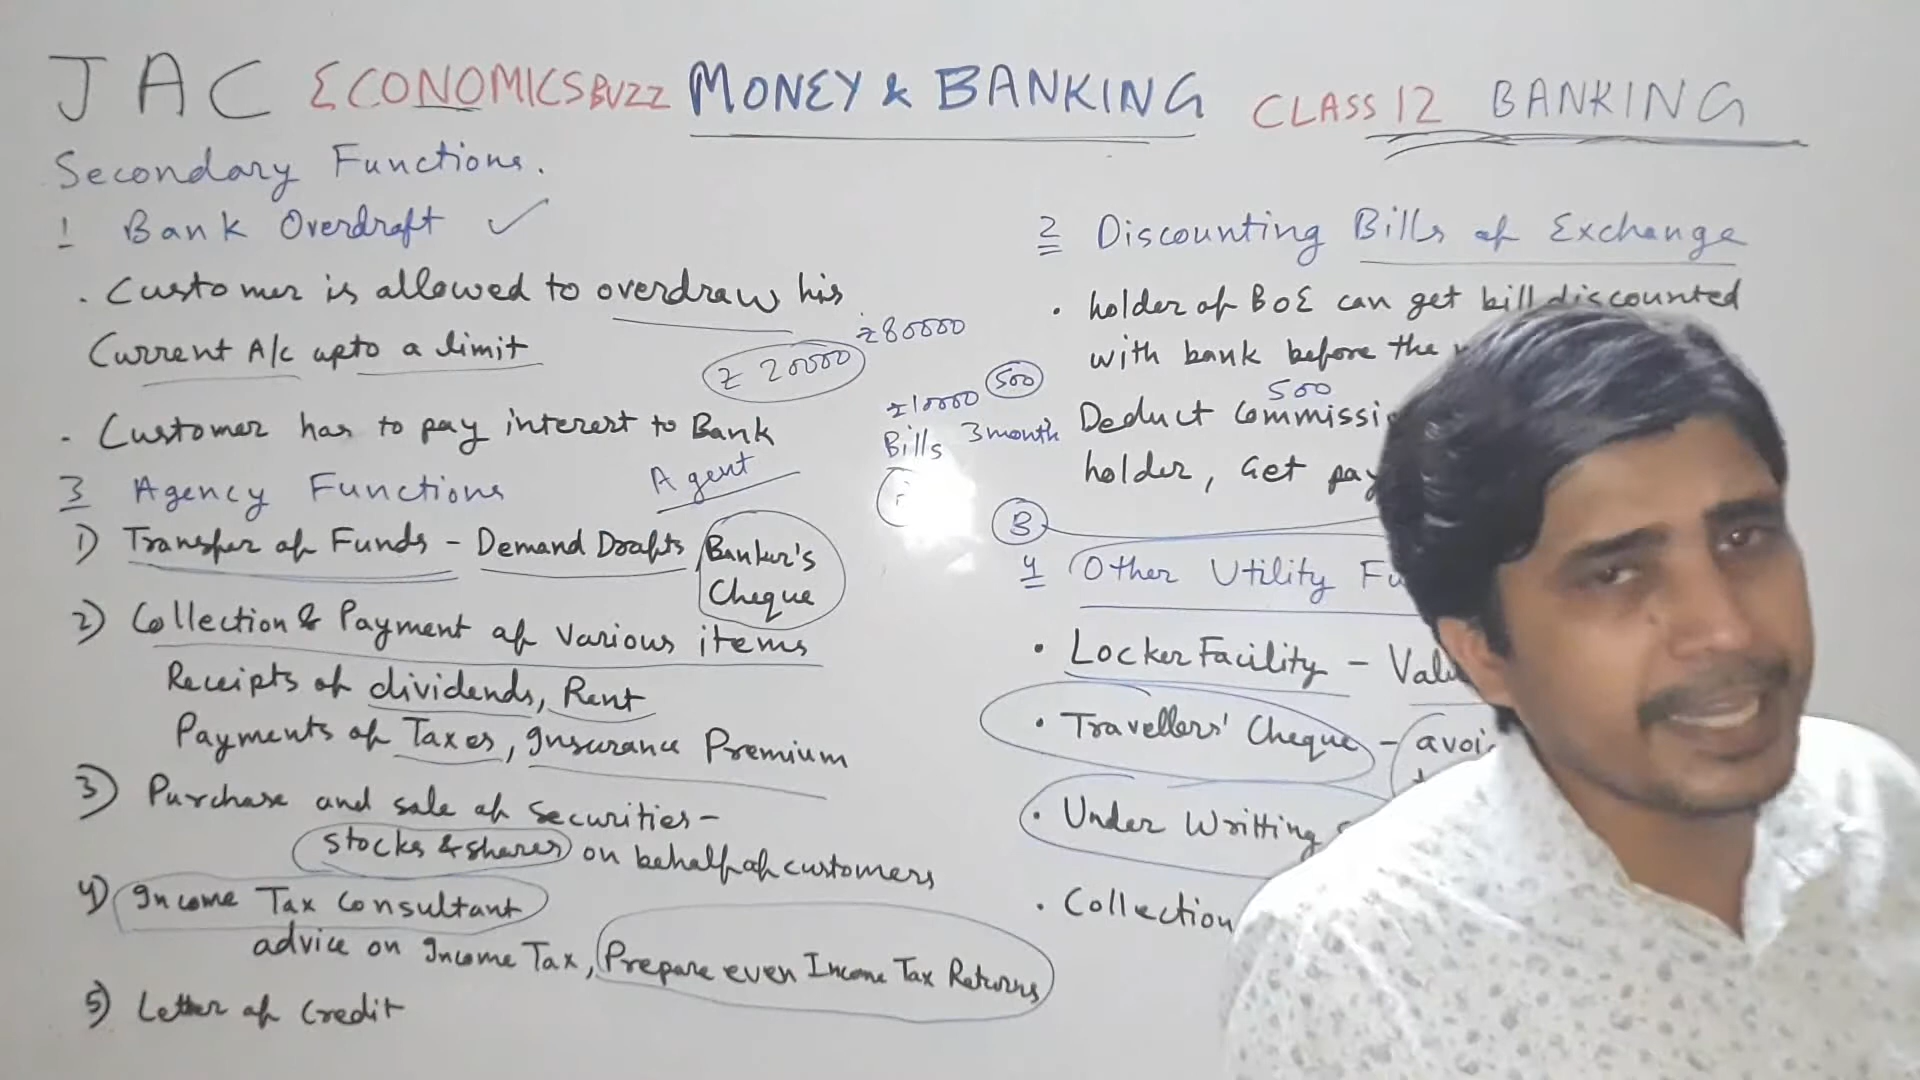 JAC ECONOMICSBUZZ MONEY & BANKING CLASS 12 BANKING
Secondary Functions.
1 Bank Overdraft ✓
. Customer is allowed to overdraw his
Current A/c upto a limit
₹ 20000
₹80000
. Customer has to pay interest to Bank
3 Agency Functions
Agent
1) Transfer of Funds - Demand Drafts, Banker's
Cheque
2) Collection & Payment of Various items
Receipts of dividends, Rent
Payments of Taxes, Insurance Premium
3) Purchase and sale of Securities -
stocks & shares on behalf of customers
4) Income Tax Consultant
advice on Income Tax, Prepare even Income Tax Returns
5) Letter of Credit
2 Discounting Bills of Exchange
. holder of BOE can get bill discounted
with bank before the
500
₹10000 500
Bills 3 month
Deduct Commissi
holder, Get pay
B
4 Other Utility Fu
. Locker Facility - Valu
. Travellers' Cheque - avoi
. Under Writting
. Collection